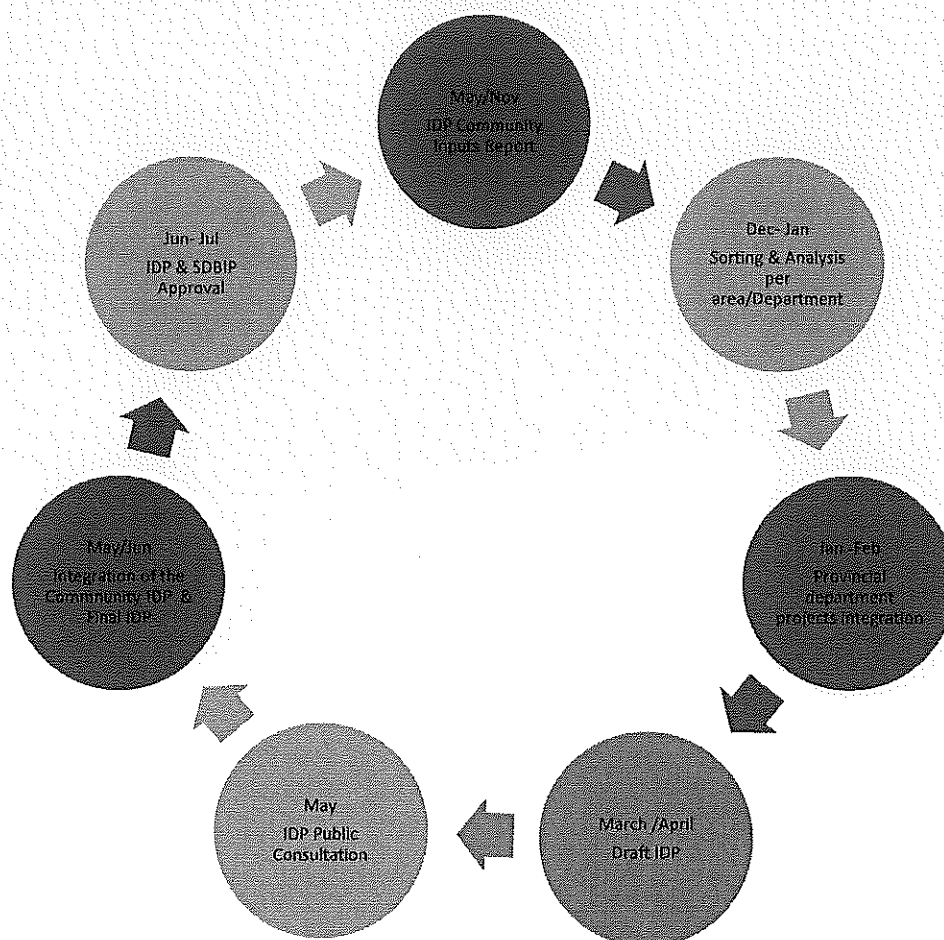 May/Nov
IDP Community
Inputs Report
Dec- Jan
Sorting & Analysis
per
area/Department
Jan -Feb
Provincial
department
projects integration
March /April
Draft IDP
May
IDP Public
Consultation
May/Jun
Integration of the
Community IDP &
Final IDP
Jun- Jul
IDP & SDBIP
Approval